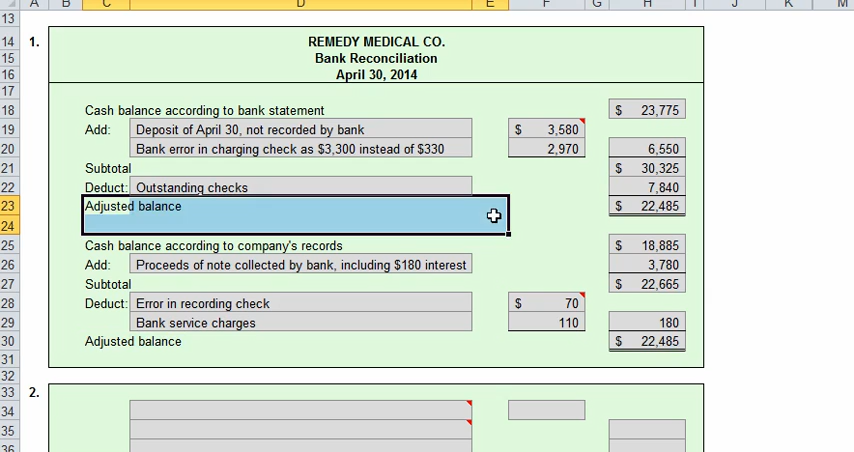 A B C D E F G H I J K M
13
14 1. REMEDY MEDICAL CO.
15 Bank Reconciliation
16 April 30, 2014
17
18 Cash balance according to bank statement $ 23,775
19 Add: Deposit of April 30, not recorded by bank $ 3,580
20 Bank error in charging check as $3,300 instead of $330 2,970 6,550
21 Subtotal $ 30,325
22 Deduct: Outstanding checks 7,840
23 Adjusted balance $ 22,485
24
25 Cash balance according to company's records $ 18,885
26 Add: Proceeds of note collected by bank, including $180 interest 3,780
27 Subtotal $ 22,665
28 Deduct: Error in recording check $ 70
29 Bank service charges 110 180
30 Adjusted balance $ 22,485
31
32
33 2.
34
35
36